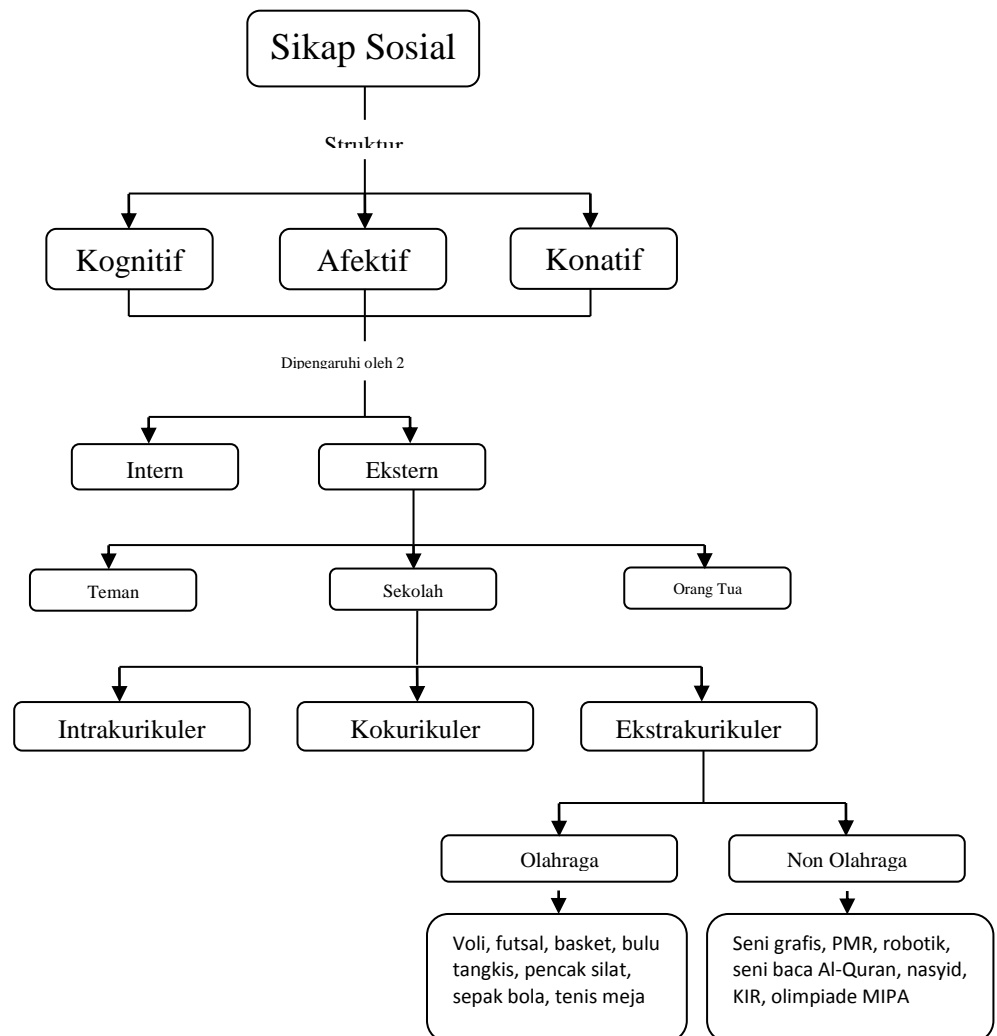 Sikap Sosial
Struktur
Kognitif
Afektif
Konatif
Dipengaruhi oleh 2
Intern
Ekstern
Teman
Sekolah
Orang Tua
Intrakurikuler
Kokurikuler
Ekstrakurikuler
Olahraga
Non Olahraga
Voli, futsal, basket, bulu
tangkis, pencak silat,
sepak bola, tenis meja
Seni grafis, PMR, robotik,
seni baca Al-Quran, nasyid,
KIR, olimpiade MIPA